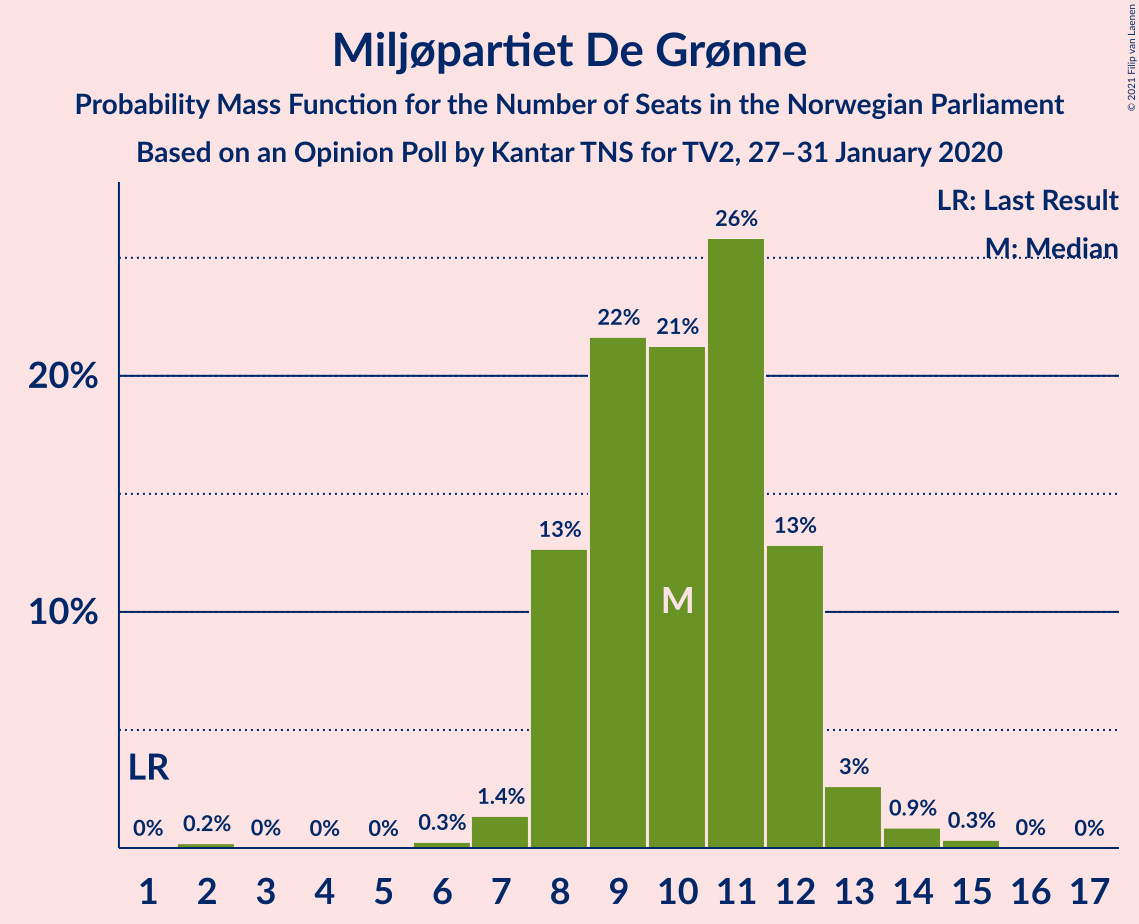 Miljøpartiet De Grønne
Probability Mass Function for the Number of Seats in the Norwegian Parliament
Based on an Opinion Poll by Kantar TNS for TV2, 27–31 January 2020
© 2021 Filip van Laenen
LR: Last Result
M: Median
20%
10%
0%
0.2%
0%
0%
0%
0.3%
1.4%
13%
22%
21%
26%
13%
3%
0.9%
0.3%
0%
0%
LR
M
1 2 3 4 5 6 7 8 9 10 11 12 13 14 15 16 17